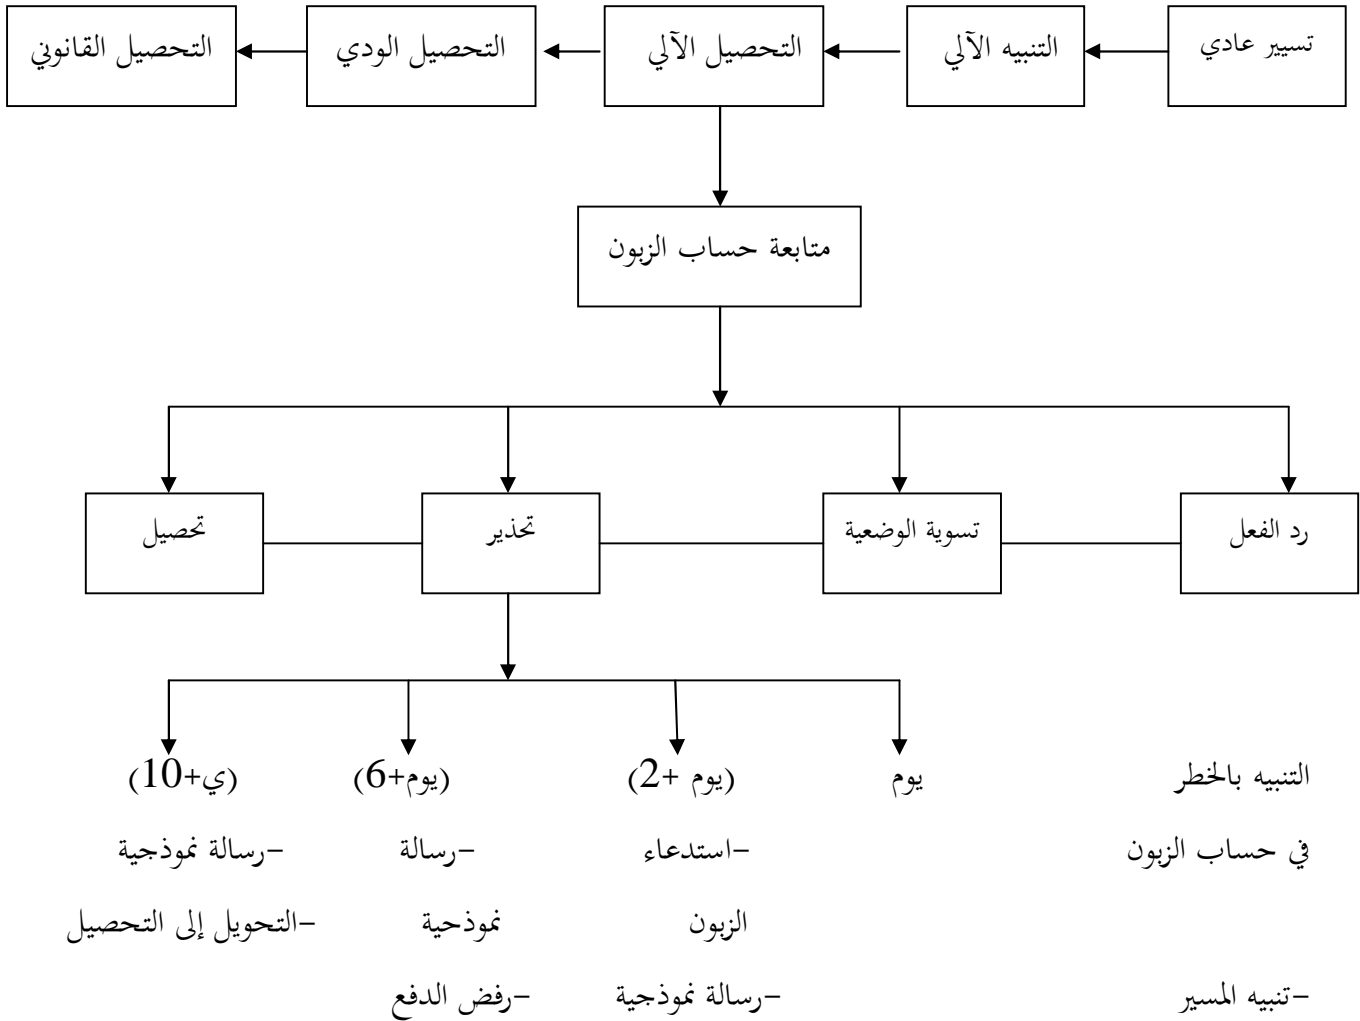 تسيير عادي
التنبيه الآلي
التحصيل الآلي
التحصيل الودي
التحصيل القانوني
متابعة حساب الزبون
رد الفعل
تسوية الوضعية
تحذير
تحصيل
التنبيه بالخطر يوم (يوم +2) (يوم+6) (ي+10)
في حساب الزبون -استدعاء -رسالة -رسالة نموذجية
الزبون نموذحية -التحويل إلى التحصيل
-تنبيه المسير -رسالة نموذجية -رفض الدفع